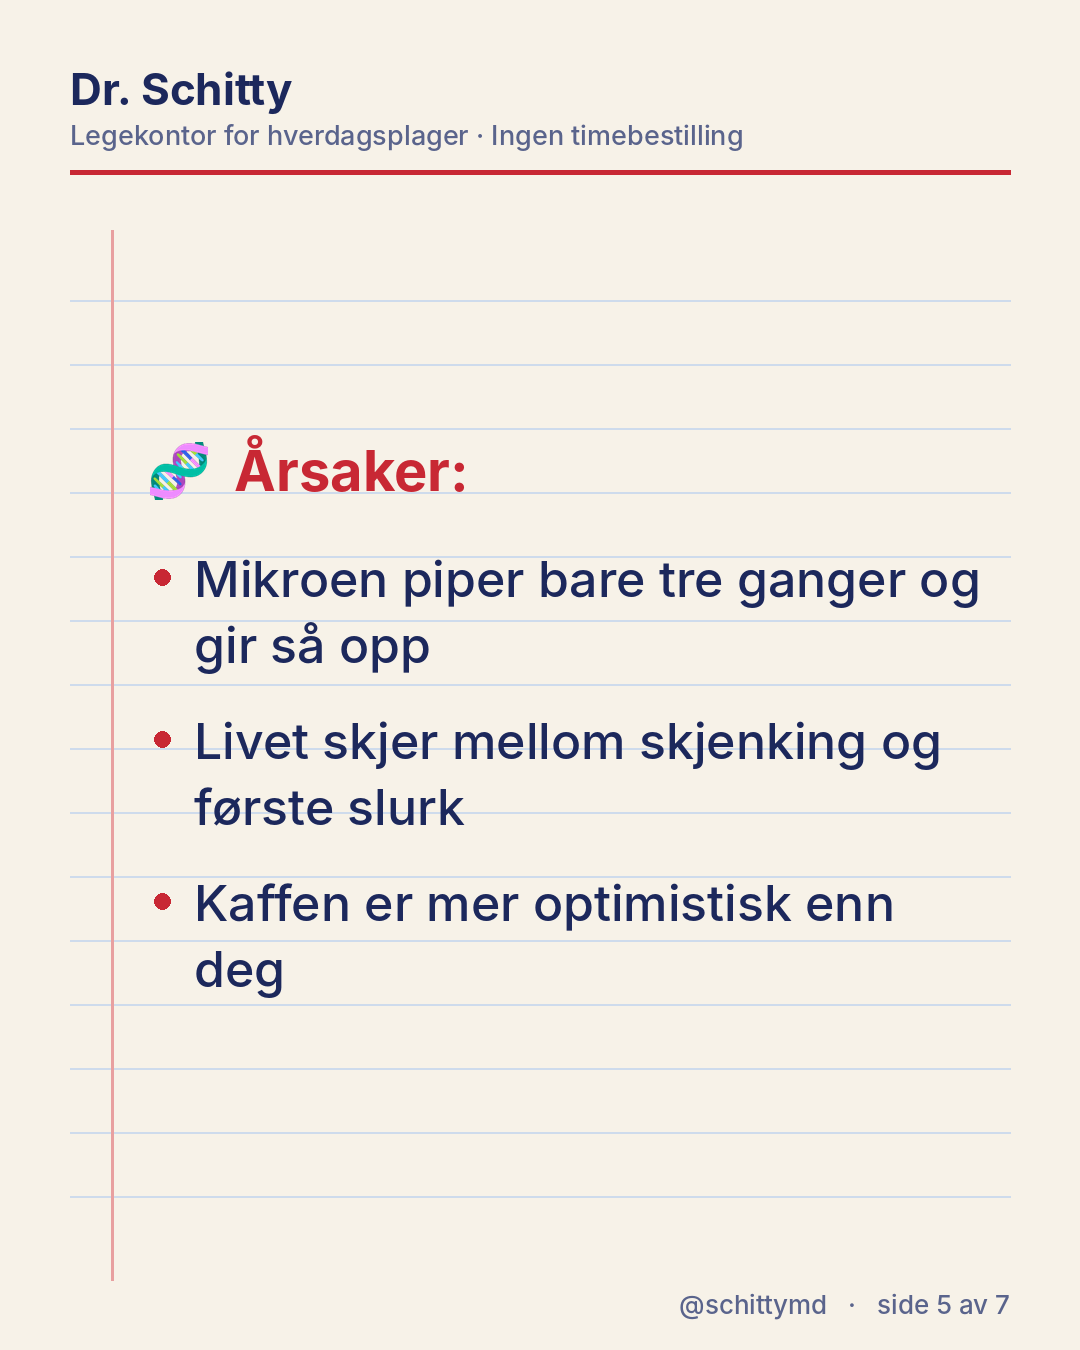 Dr. Schitty
Legekontor for hverdagsplager · Ingen timebestilling
🧬 Årsaker:
• Mikroen piper bare tre ganger og
gir så opp
• Livet skjer mellom skjenking og
første slurk
• Kaffen er mer optimistisk enn
deg
@schittymd · side 5 av 7